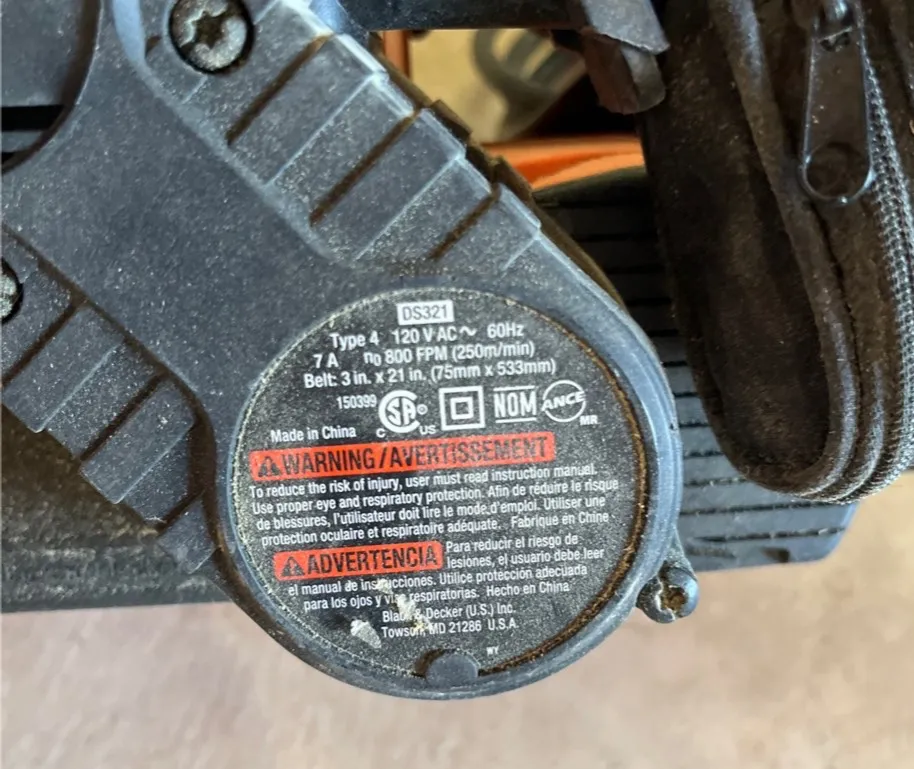 DS321
Type 4 120 V AC ~ 60Hz
7 A n0 800 FPM (250m/min)
Belt: 3 in. x 21 in. (75mm x 533mm)
150399 C SA ® US NOM ANCE MR
Made in China
WARNING/AVERTISSEMENT
To reduce the risk of injury, user must read instruction manual.
Use proper eye and respiratory protection. Afin de réduire le risque
de blessures, l'utilisateur doit lire le mode d'emploi. Utiliser une
protection oculaire et respiratoire adéquate. Fabriqué en Chine
ADVERTENCIA Para reducir el riesgo de
lesiones, el usuario debe leer
el manual de instrucciones. Utilice protección adecuada
para los ojos y vías respiratorias. Hecho en China
Black & Decker (U.S.) Inc.
Towson, MD 21286 U.S.A.
WY